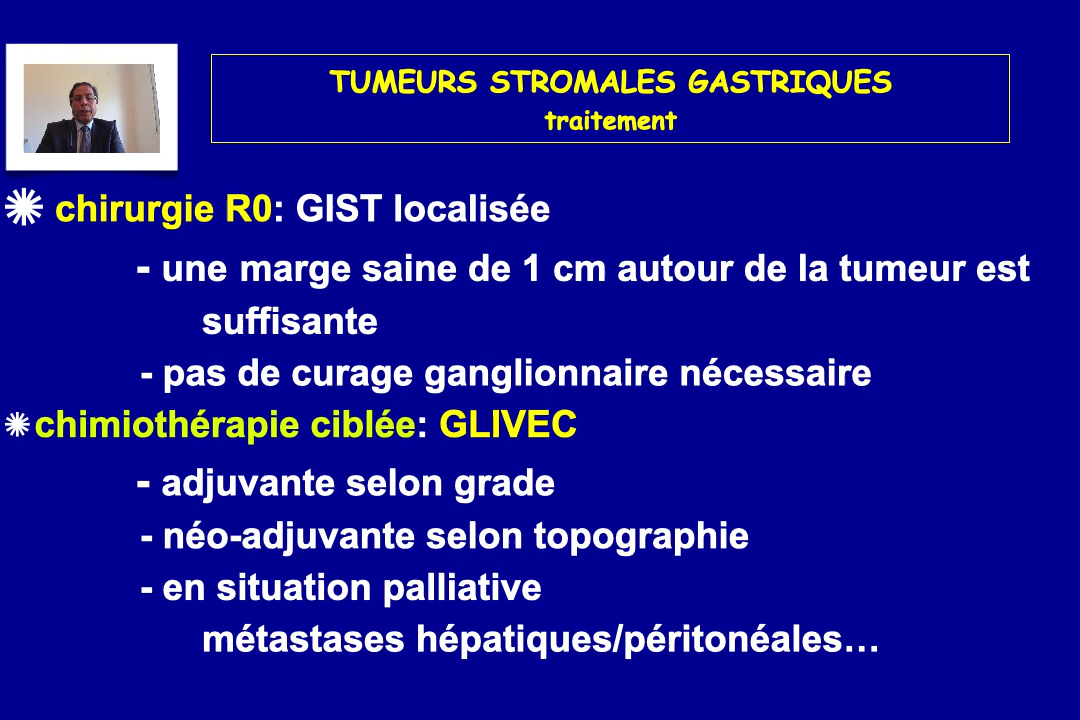 TUMEURS STROMALES GASTRIQUES
traitement
chirurgie R0: GIST localisée
- une marge saine de 1 cm autour de la tumeur est
suffisante
- pas de curage ganglionnaire nécessaire
chimiothérapie ciblée: GLIVEC
- adjuvante selon grade
- néo-adjuvante selon topographie
- en situation palliative
métastases hépatiques/péritonéales…